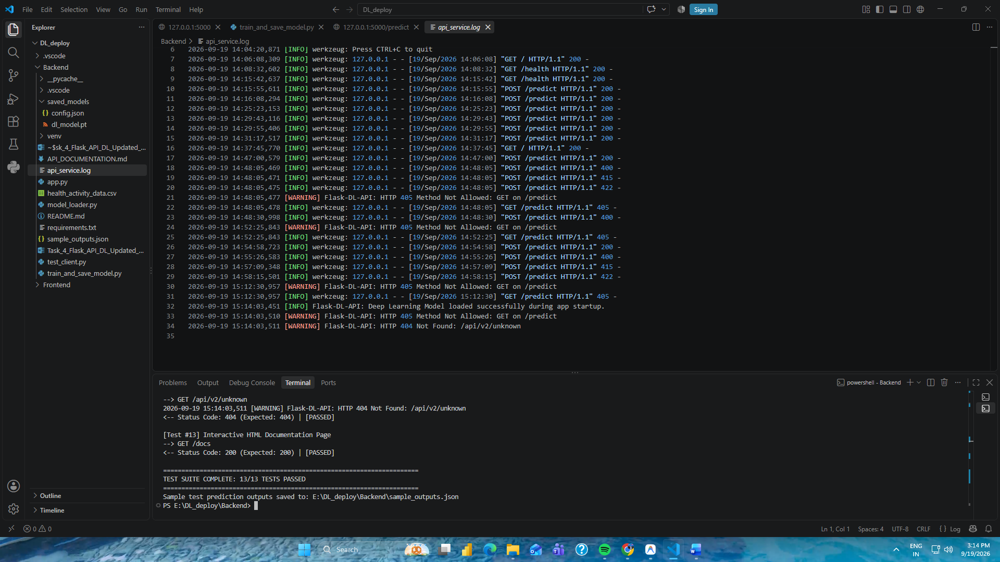 File Edit Selection View Go Run Terminal Help
DL_deploy
Sign In
Explorer
127.0.0.1:5000
train_and_save_model.py
127.0.0.1:5000/predict
api_service.log
DL_deploy
.vscode
Backend
__pycache__
.vscode
saved_models
config.json
dl_model.pt
venv
~$sk_4_Flask_API_DL_Updated_...
API_DOCUMENTATION.md
api_service.log
app.py
health_activity_data.csv
model_loader.py
README.md
requirements.txt
sample_outputs.json
Task_4_Flask_API_DL_Updated_...
test_client.py
train_and_save_model.py
Frontend
Outline
Timeline
Backend > api_service.log
6 2026-09-19 14:04:20,871 [INFO] werkzeug: Press CTRL+C to quit
7 2026-09-19 14:06:08,309 [INFO] werkzeug: 127.0.0.1 - - [19/Sep/2026 14:06:08] "GET / HTTP/1.1" 200 -
8 2026-09-19 14:08:32,602 [INFO] werkzeug: 127.0.0.1 - - [19/Sep/2026 14:08:32] "GET /health HTTP/1.1" 200 -
9 2026-09-19 14:15:42,637 [INFO] werkzeug: 127.0.0.1 - - [19/Sep/2026 14:15:42] "GET /health HTTP/1.1" 200 -
10 2026-09-19 14:15:55,611 [INFO] werkzeug: 127.0.0.1 - - [19/Sep/2026 14:15:55] "POST /predict HTTP/1.1" 200 -
11 2026-09-19 14:16:08,294 [INFO] werkzeug: 127.0.0.1 - - [19/Sep/2026 14:16:08] "POST /predict HTTP/1.1" 200 -
12 2026-09-19 14:25:23,153 [INFO] werkzeug: 127.0.0.1 - - [19/Sep/2026 14:25:23] "POST /predict HTTP/1.1" 200 -
13 2026-09-19 14:29:43,116 [INFO] werkzeug: 127.0.0.1 - - [19/Sep/2026 14:29:43] "POST /predict HTTP/1.1" 200 -
14 2026-09-19 14:29:55,406 [INFO] werkzeug: 127.0.0.1 - - [19/Sep/2026 14:29:55] "POST /predict HTTP/1.1" 200 -
15 2026-09-19 14:31:17,517 [INFO] werkzeug: 127.0.0.1 - - [19/Sep/2026 14:31:17] "POST /predict HTTP/1.1" 200 -
16 2026-09-19 14:37:45,770 [INFO] werkzeug: 127.0.0.1 - - [19/Sep/2026 14:37:45] "GET / HTTP/1.1" 200 -
17 2026-09-19 14:47:00,579 [INFO] werkzeug: 127.0.0.1 - - [19/Sep/2026 14:47:00] "POST /predict HTTP/1.1" 200 -
18 2026-09-19 14:48:05,469 [INFO] werkzeug: 127.0.0.1 - - [19/Sep/2026 14:48:05] "POST /predict HTTP/1.1" 400 -
19 2026-09-19 14:48:05,471 [INFO] werkzeug: 127.0.0.1 - - [19/Sep/2026 14:48:05] "POST /predict HTTP/1.1" 415 -
20 2026-09-19 14:48:05,475 [INFO] werkzeug: 127.0.0.1 - - [19/Sep/2026 14:48:05] "POST /predict HTTP/1.1" 422 -
21 2026-09-19 14:48:05,477 [WARNING] Flask-DL-API: HTTP 405 Method Not Allowed: GET on /predict
22 2026-09-19 14:48:05,478 [INFO] werkzeug: 127.0.0.1 - - [19/Sep/2026 14:48:05] "GET /predict HTTP/1.1" 405 -
23 2026-09-19 14:48:30,998 [INFO] werkzeug: 127.0.0.1 - - [19/Sep/2026 14:48:30] "POST /predict HTTP/1.1" 400 -
24 2026-09-19 14:52:25,843 [WARNING] Flask-DL-API: HTTP 405 Method Not Allowed: GET on /predict
25 2026-09-19 14:52:25,843 [INFO] werkzeug: 127.0.0.1 - - [19/Sep/2026 14:52:25] "GET /predict HTTP/1.1" 405 -
26 2026-09-19 14:54:58,723 [INFO] werkzeug: 127.0.0.1 - - [19/Sep/2026 14:54:58] "POST /predict HTTP/1.1" 200 -
27 2026-09-19 14:55:26,583 [INFO] werkzeug: 127.0.0.1 - - [19/Sep/2026 14:55:26] "POST /predict HTTP/1.1" 400 -
28 2026-09-19 14:57:09,348 [INFO] werkzeug: 127.0.0.1 - - [19/Sep/2026 14:57:09] "POST /predict HTTP/1.1" 415 -
29 2026-09-19 14:58:15,501 [INFO] werkzeug: 127.0.0.1 - - [19/Sep/2026 14:58:15] "POST /predict HTTP/1.1" 422 -
30 2026-09-19 15:12:30,957 [WARNING] Flask-DL-API: HTTP 405 Method Not Allowed: GET on /predict
31 2026-09-19 15:12:30,957 [INFO] werkzeug: 127.0.0.1 - - [19/Sep/2026 15:12:30] "GET /predict HTTP/1.1" 405 -
32 2026-09-19 15:14:03,451 [INFO] Flask-DL-API: Deep Learning Model loaded successfully during app startup.
33 2026-09-19 15:14:03,510 [WARNING] Flask-DL-API: HTTP 405 Method Not Allowed: GET on /predict
34 2026-09-19 15:14:03,511 [WARNING] Flask-DL-API: HTTP 404 Not Found: /api/v2/unknown
35
Problems Output Debug Console Terminal Ports
powershell - Backend
--> GET /api/v2/unknown
2026-09-19 15:14:03,511 [WARNING] Flask-DL-API: HTTP 404 Not Found: /api/v2/unknown
<-- Status Code: 404 (Expected: 404) | [PASSED]
[Test #13] Interactive HTML Documentation Page
--> GET /docs
<-- Status Code: 200 (Expected: 200) | [PASSED]
======================================================================
TEST SUITE COMPLETE: 13/13 TESTS PASSED
======================================================================
Sample test prediction outputs saved to: E:\DL_deploy\Backend\sample_outputs.json
PS E:\DL_deploy\Backend>
0 0
Ln 1, Col 1 Spaces: 4 UTF-8 CRLF { } Log
Search
ENG
IN
3:14 PM
9/19/2026